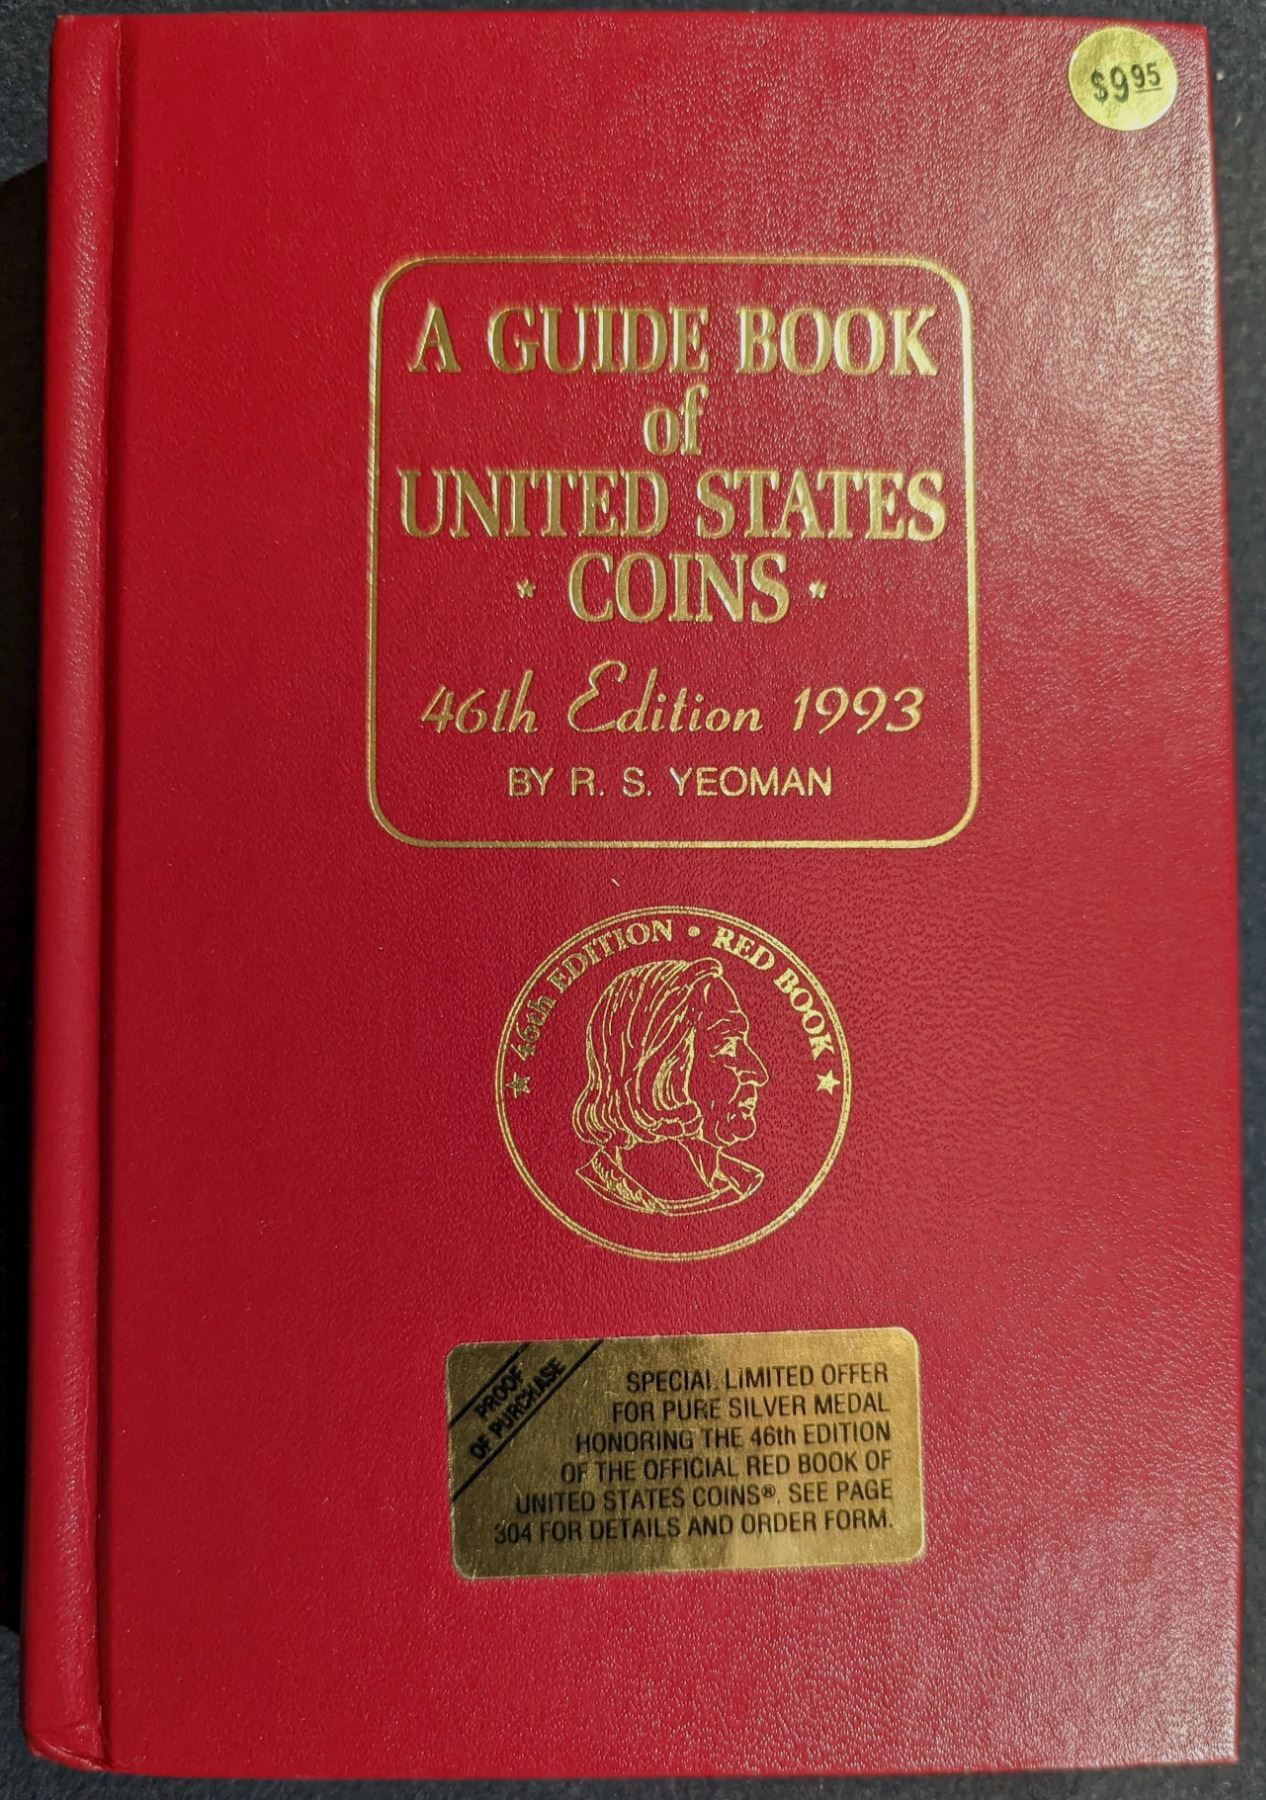 $9.95
A GUIDE BOOK
of
UNITED STATES
COINS
46th Edition 1993
BY R. S. YEOMAN
46th EDITION • RED BOOK
PROOF
OF PURCHASE
SPECIAL LIMITED OFFER
FOR PURE SILVER MEDAL
HONORING THE 46th EDITION
OF THE OFFICIAL RED BOOK OF
UNITED STATES COINS®. SEE PAGE
304 FOR DETAILS AND ORDER FORM.